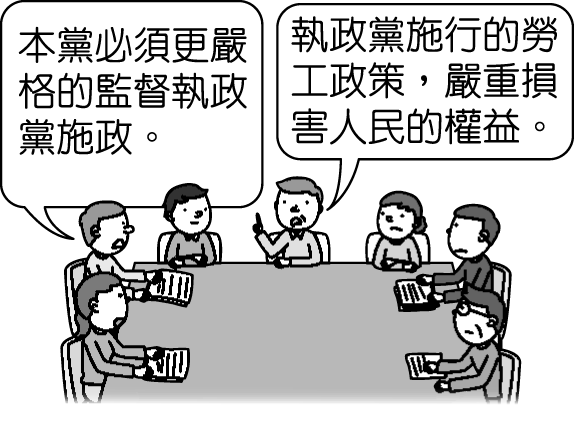 本黨必須更嚴
格的監督執政
黨施政。
執政黨施行的勞
工政策，嚴重損
害人民的權益。